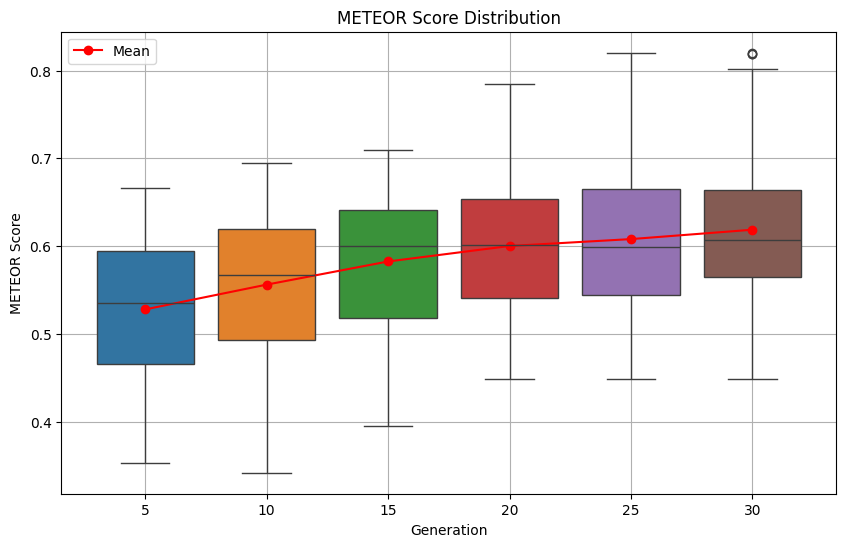 METEOR Score Distribution
Mean
METEOR Score
0.8
0.7
0.6
0.5
0.4
5 10 15 20 25 30
Generation